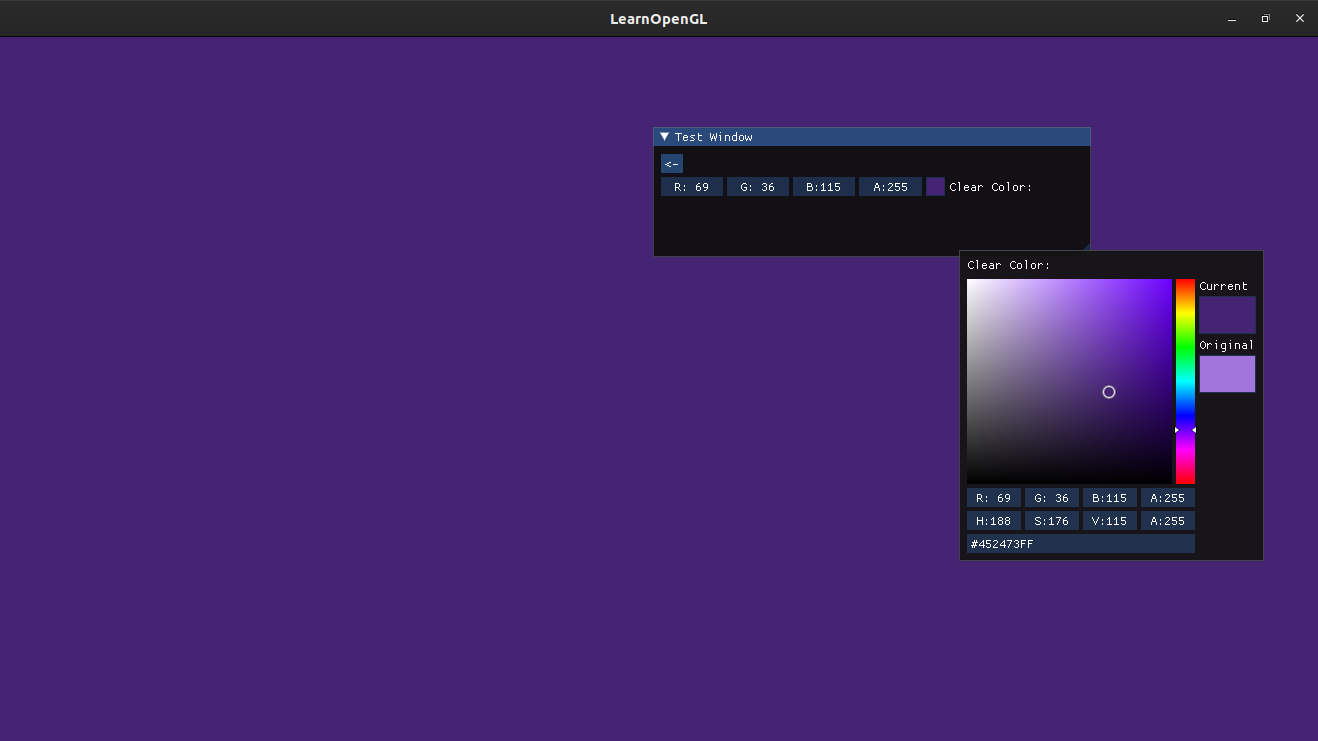 LearnOpenGL
Test Window
<-
R: 69 G: 36 B:115 A:255 Clear Color:
Clear Color:
Current
Original
R: 69 G: 36 B:115 A:255
H:188 S:176 V:115 A:255
#452473FF